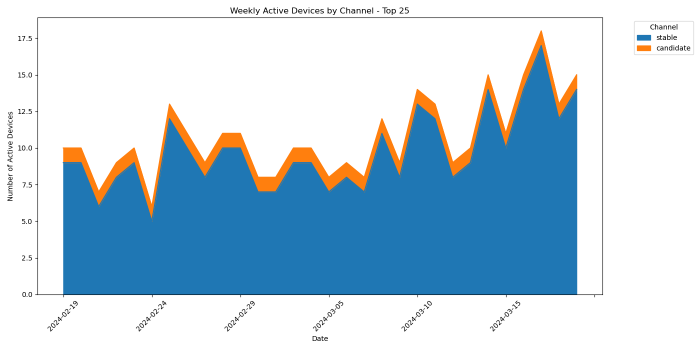 Weekly Active Devices by Channel - Top 25
Channel
stable
candidate
Number of Active Devices
17.5
15.0
12.5
10.0
7.5
5.0
2.5
0.0
2024-02-19
2024-02-24
2024-02-29
2024-03-05
2024-03-10
2024-03-15
Date